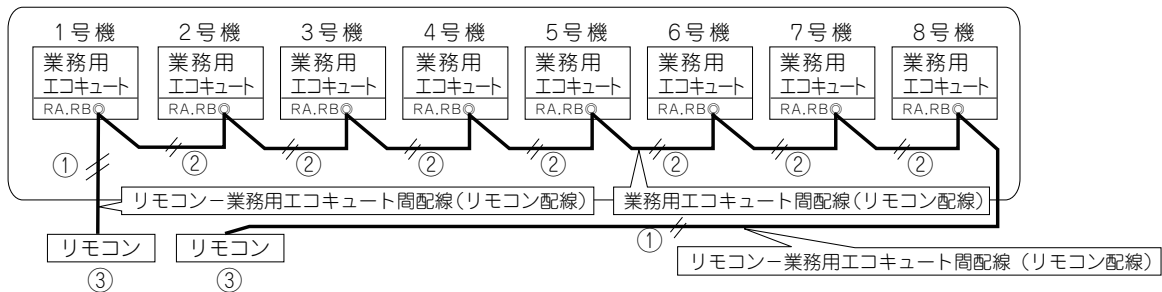 1号機 2号機 3号機 4号機 5号機 6号機 7号機 8号機
業務用 業務用 業務用 業務用 業務用 業務用 業務用 業務用
エコキュート エコキュート エコキュート エコキュート エコキュート エコキュート エコキュート エコキュート
RA,RB◎ RA,RB◎ RA,RB◎ RA,RB◎ RA,RB◎ RA,RB◎ RA,RB◎ RA,RB◎
① ② ② ② ② ② ② ②
リモコン−業務用エコキュート間配線(リモコン配線) 業務用エコキュート間配線(リモコン配線)
リモコン リモコン ①
リモコン−業務用エコキュート間配線(リモコン配線)
③ ③